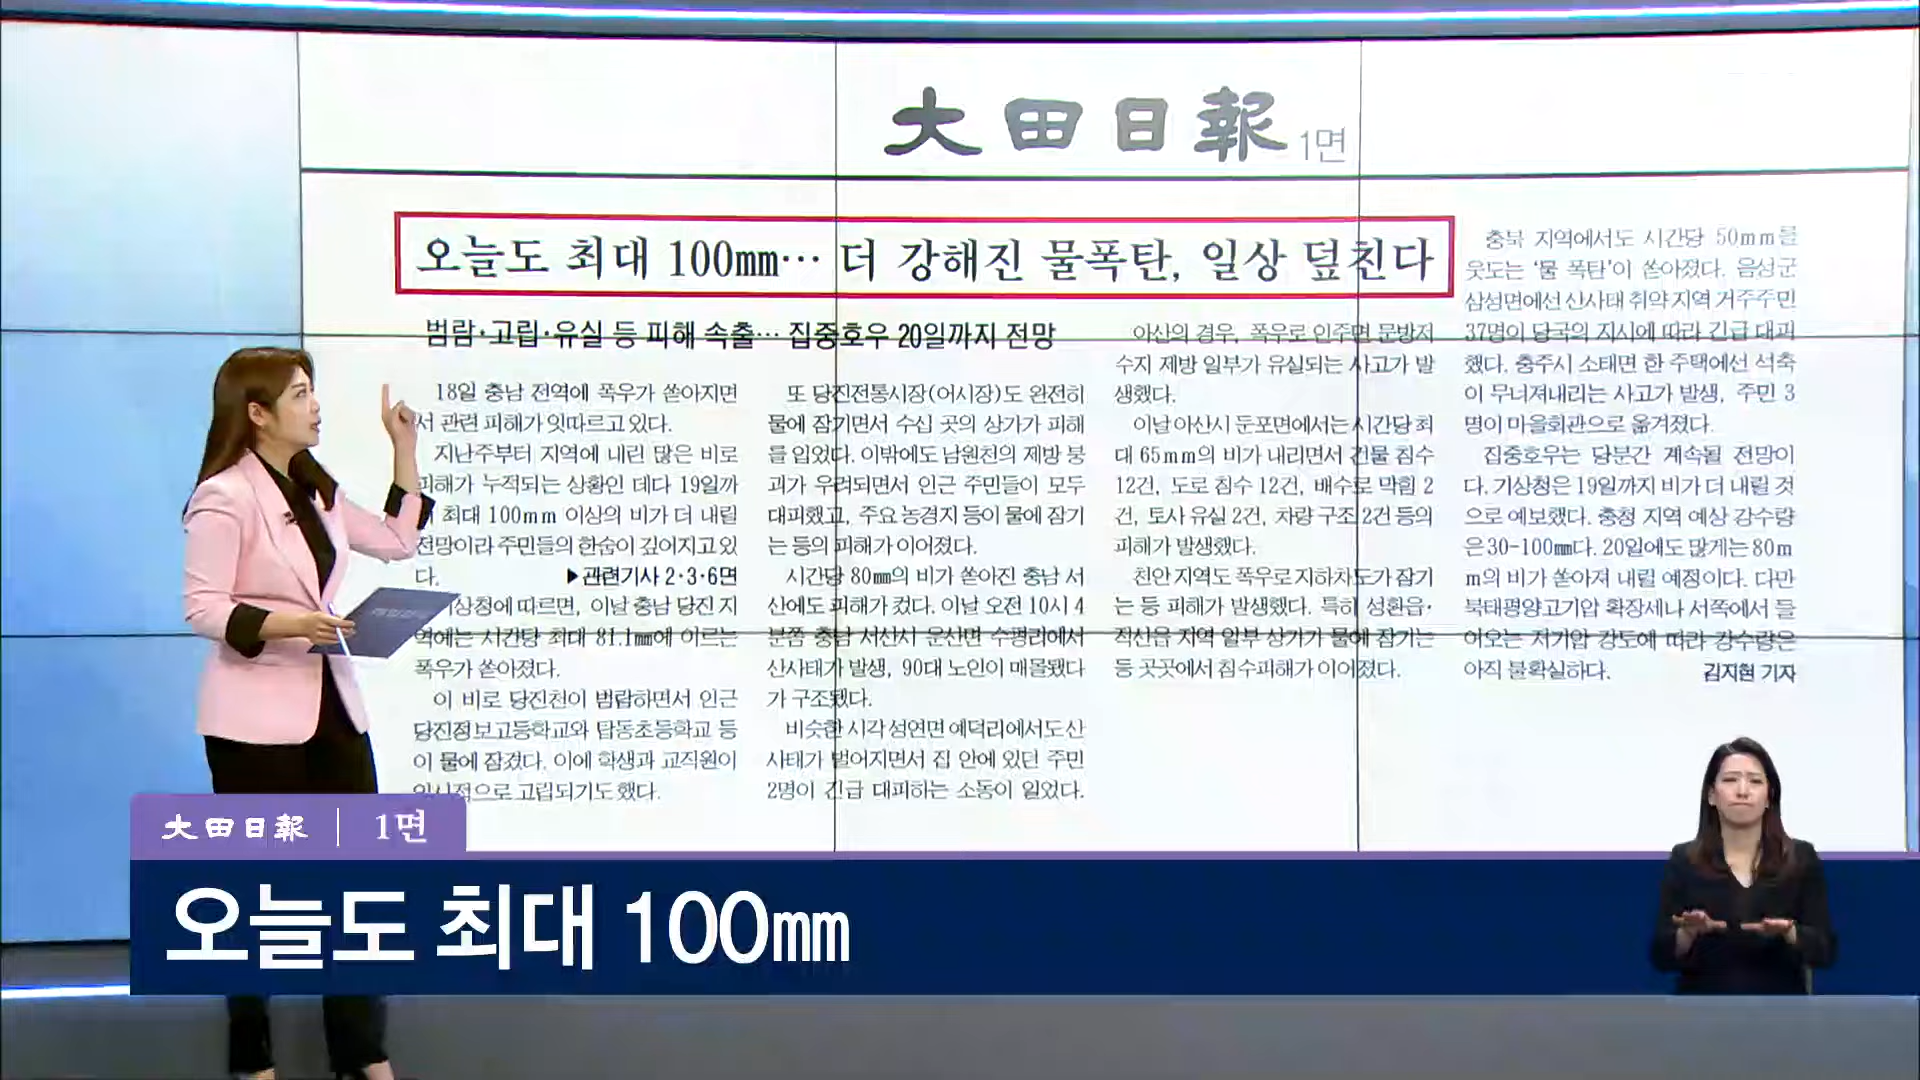 大田日報 1면
오늘도 최대 100㎜… 더 강해진 물폭탄, 일상 덮친다
범람·고립·유실 등 피해 속출… 집중호우 20일까지 전망
18일 충남 전역에 폭우가 쏟아지면
서 관련 피해가 잇따르고 있다.
지난주부터 지역에 내린 많은 비로
피해가 누적되는 상황인 데다 19일까
최대 100mm 이상의 비가 더 내릴
전망이라 주민들의 한숨이 깊어지고 있
다. ▶관련기사 2·3·6면
상청에 따르면, 이날 충남 당진 지
역에는 시간당 최대 81.1㎜에 이르는
폭우가 쏟아졌다.
이 비로 당진천이 범람하면서 인근
당진정보고등학교와 탑동초등학교 등
이 물에 잠겼다. 이에 학생과 교직원이
일시적으로 고립되기도 했다.
또 당진전통시장(어시장)도 완전히
물에 잠기면서 수십 곳의 상가가 피해
를 입었다. 이밖에도 남원천의 제방 붕
괴가 우려되면서 인근 주민들이 모두
대피했고, 주요 농경지 등이 물에 잠기
는 등의 피해가 이어졌다.
시간당 80㎜의 비가 쏟아진 충남 서
산에도 피해가 컸다. 이날 오전 10시 4
분쯤 충남 서산시 운산면 수평리에서
산사태가 발생, 90대 노인이 매몰됐다
가 구조됐다.
비슷한 시각 성연면 예덕리에서도 산
사태가 벌어지면서 집 안에 있던 주민
2명이 긴급 대피하는 소동이 일었다.
아산의 경우, 폭우로 인주면 문방저
수지 제방 일부가 유실되는 사고가 발
생했다.
이날 아산시 둔포면에서는 시간당 최
대 65mm의 비가 내리면서 건물 침수
12건, 도로 침수 12건, 배수로 막힘 2
건, 토사 유실 2건, 차량 구조 2건 등의
피해가 발생했다.
천안 지역도 폭우로 지하차도가 잠기
는 등 피해가 발생했다. 특히 성환읍·
직산읍 지역 일부 상가가 물에 잠기는
등 곳곳에서 침수피해가 이어졌다.
충북 지역에서도 시간당 50mm를
웃도는 '물 폭탄'이 쏟아졌다. 음성군
삼성면에선 산사태 취약 지역 거주주민
37명이 당국의 지시에 따라 긴급 대피
했다. 충주시 소태면 한 주택에선 석축
이 무너져내리는 사고가 발생, 주민 3
명이 마을회관으로 옮겨졌다.
집중호우는 당분간 계속될 전망이
다. 기상청은 19일까지 비가 더 내릴 것
으로 예보했다. 충청 지역 예상 강수량
은 30-100㎜다. 20일에도 많게는 80m
m의 비가 쏟아져 내릴 예정이다. 다만
북태평양고기압 확장세나 서쪽에서 들
어오는 저기압 강도에 따라 강수량은
아직 불확실하다. 김지현 기자
大田日報 | 1면
오늘도 최대 100㎜